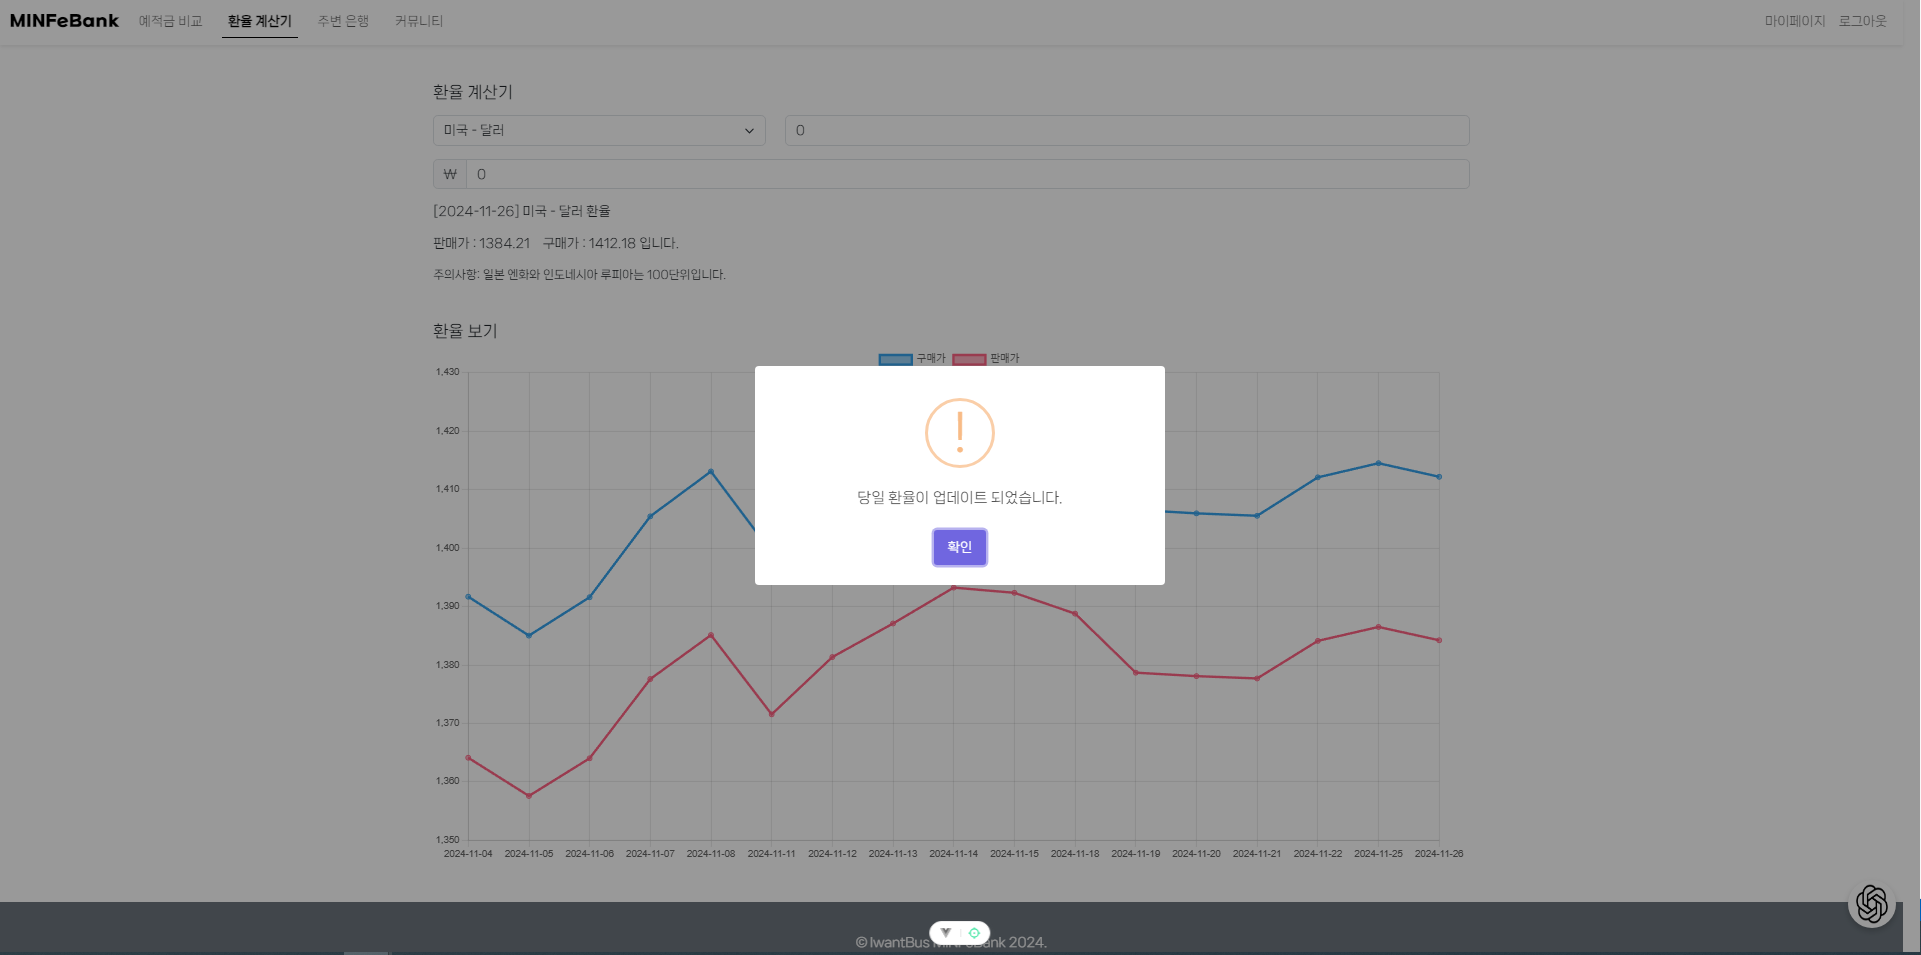 MINFeBank 예적금 비교 환율 계산기 주변 은행 커뮤니티 마이페이지 로그아웃
환율 계산기
미국 - 달러 0
₩ 0
[2024-11-26] 미국 - 달러 환율
판매가 : 1384.21 구매가 : 1412.18 입니다.
주의사항: 일본 엔화와 인도네시아 루피아는 100단위입니다.
환율 보기
구매가 판매가
1,430
1,420
1,410
1,400
1,390
1,380
1,370
1,360
1,350
당일 환율이 업데이트 되었습니다.
확인
2024-11-04 2024-11-05 2024-11-06 2024-11-07 2024-11-08 2024-11-11 2024-11-12 2024-11-13 2024-11-14 2024-11-15 2024-11-18 2024-11-19 2024-11-20 2024-11-21 2024-11-22 2024-11-25 2024-11-26
© IwantBus MINFeBank 2024.